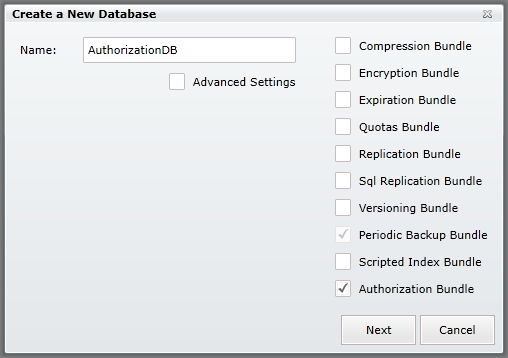 Create a New Database
Name:
AuthorizationDB
Advanced Settings
Compression Bundle
Encryption Bundle
Expiration Bundle
Quotas Bundle
Replication Bundle
Sql Replication Bundle
Versioning Bundle
Periodic Backup Bundle
Scripted Index Bundle
Authorization Bundle
Next
Cancel